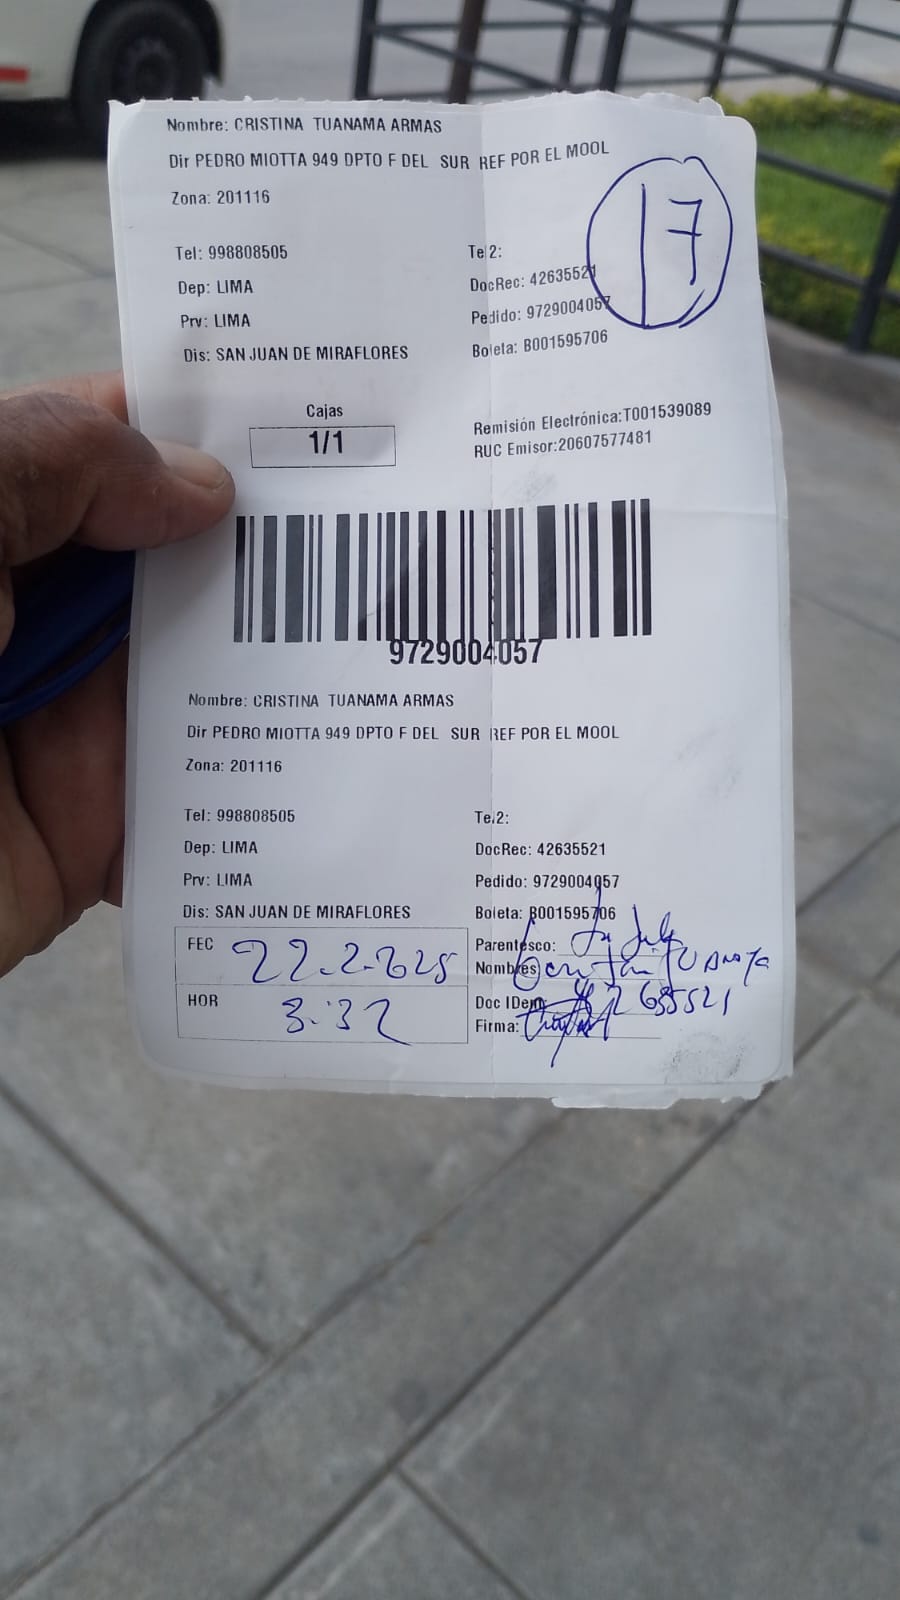 Nombre: CRISTINA TUANAMA ARMAS
Dir PEDRO MIOTTA 949 DPTO F DEL SUR REF POR EL MOOL
17
Zona: 201116
Tel: 998808505 Tel2:
Dep: LIMA DocRec: 42635521
Prv: LIMA Pedido: 9729004057
Dis: SAN JUAN DE MIRAFLORES Boleta: B001595706
Cajas
1/1
Remisión Electrónica:T001539089
RUC Emisor:20607577481
9729004057
Nombre: CRISTINA TUANAMA ARMAS
Dir PEDRO MIOTTA 949 DPTO F DEL SUR REF POR EL MOOL
Zona: 201116
Tel: 998808505 Tel2:
Dep: LIMA DocRec: 42635521
Prv: LIMA Pedido: 9729004057
Dis: SAN JUAN DE MIRAFLORES Boleta: B001595706
FEC 22.2.2025 Parentesco:
Nombres
HOR 3:32 Doc IDem: 42635521
Firma: